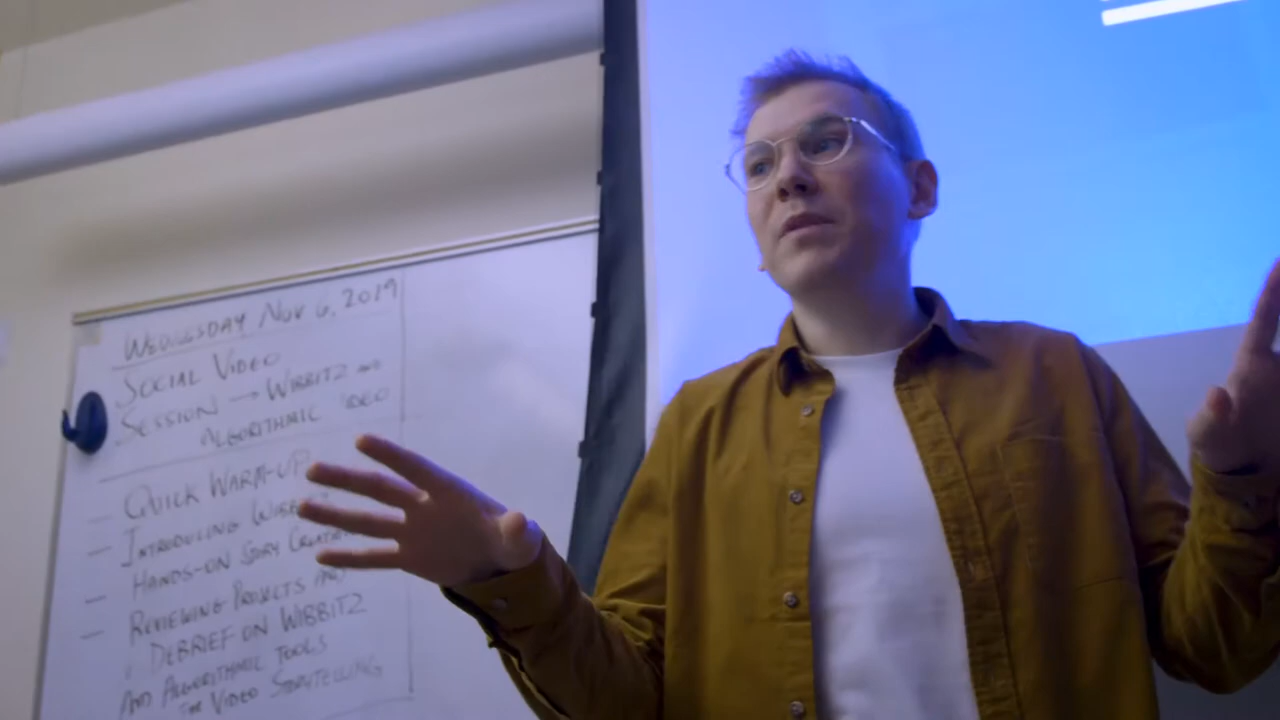 WEDNESDAY NOV 6, 2019
SOCIAL VIDEO
SESSION → WIBBITZ AND
ALGORITHMIC VIDEO
— QUICK WARM-UP
— INTRODUCING
HANDS-ON STORY
— REVIEWING PROJECTS AND
DEBRIEF ON WIBBITZ
AND ALGORITHMIC TOOLS
FOR VIDEO STORYTELLING